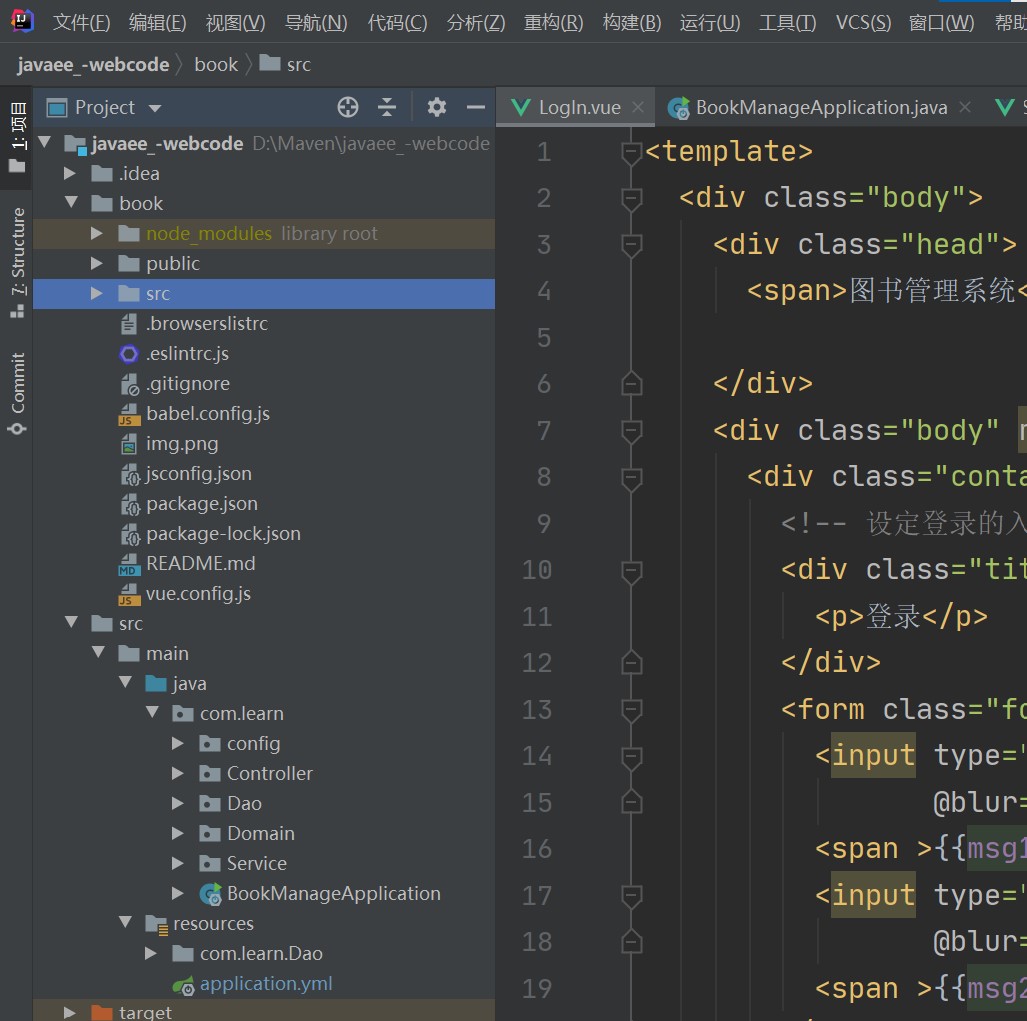 文件(F) 编辑(E) 视图(V) 导航(N) 代码(C) 分析(Z) 重构(R) 构建(B) 运行(U) 工具(T) VCS(S) 窗口(W) 帮助
javaee_-webcode book src
1: 项目
7: Structure
Commit
Project
javaee_-webcode D:\Maven\javaee_-webcode
.idea
book
node_modules library root
public
src
.browserslistrc
.eslintrc.js
.gitignore
babel.config.js
img.png
jsconfig.json
package.json
package-lock.json
README.md
vue.config.js
src
main
java
com.learn
config
Controller
Dao
Domain
Service
BookManageApplication
resources
com.learn.Dao
application.yml
target
LogIn.vue BookManageApplication.java
1 <template>
2 <div class="body">
3 <div class="head">
4 <span>图书管理系统<
5
6 </div>
7 <div class="body"
8 <div class="conta
9 <!-- 设定登录的入
10 <div class="tit
11 <p>登录</p>
12 </div>
13 <form class="fo
14 <input type="
15 @blur=
16 <span >{{msg1
17 <input type="
18 @blur=
19 <span >{{msg2